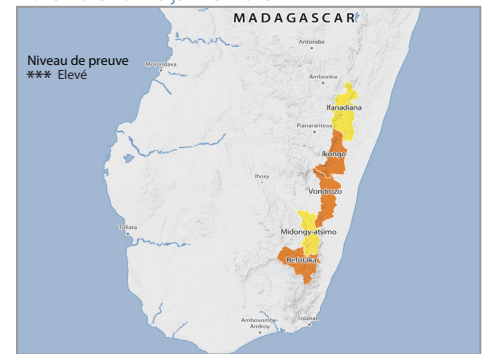 MADAGASCAR
Antsirabe
Niveau de preuve
Morondava
*** Elevé
Ambositra
Ifanadiana
Fianarantsoa
Ikongo
Ihosy
Vondrozo
Toliara
Midongy-atsimo
Befotaka
Ambovombe-
Androy
Tolanaro